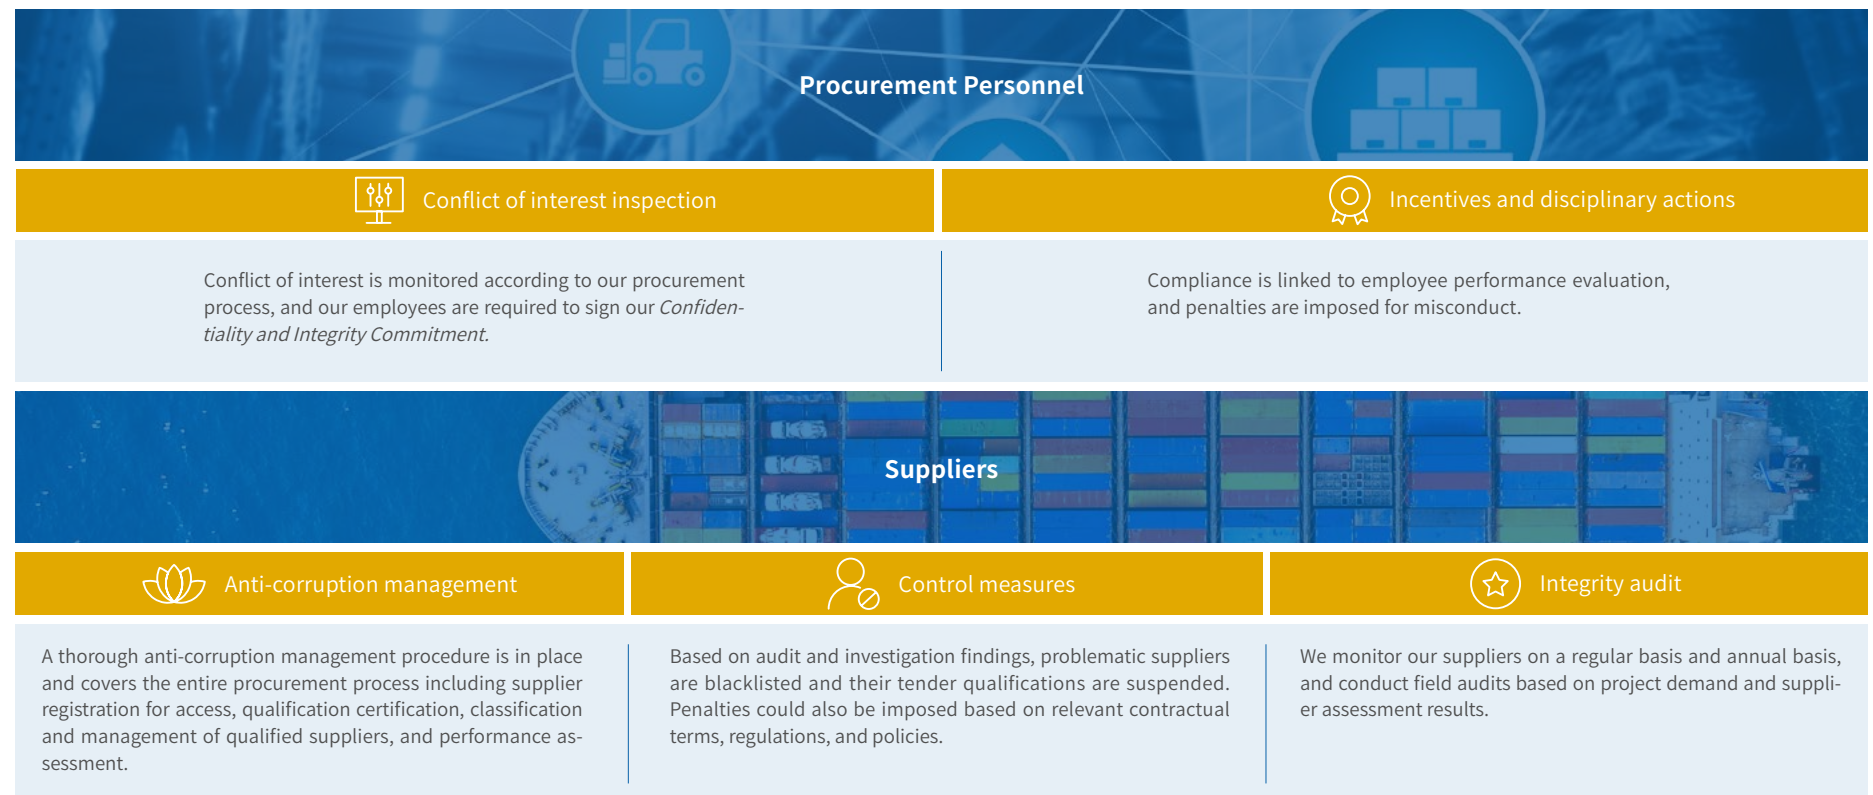 Procurement Personnel
Conflict of interest inspection
Incentives and disciplinary actions
Conflict of interest is monitored according to our procurement
process, and our employees are required to sign our Confiden-
tiality and Integrity Commitment.
Compliance is linked to employee performance evaluation,
and penalties are imposed for misconduct.
Suppliers
Anti-corruption management
Control measures
Integrity audit
A thorough anti-corruption management procedure is in place
and covers the entire procurement process including supplier
registration for access, qualification certification, classification
and management of qualified suppliers, and performance as-
sessment.
Based on audit and investigation findings, problematic suppliers
are blacklisted and their tender qualifications are suspended.
Penalties could also be imposed based on relevant contractual
terms, regulations, and policies.
We monitor our suppliers on a regular basis and annual basis,
and conduct field audits based on project demand and suppli-
er assessment results.